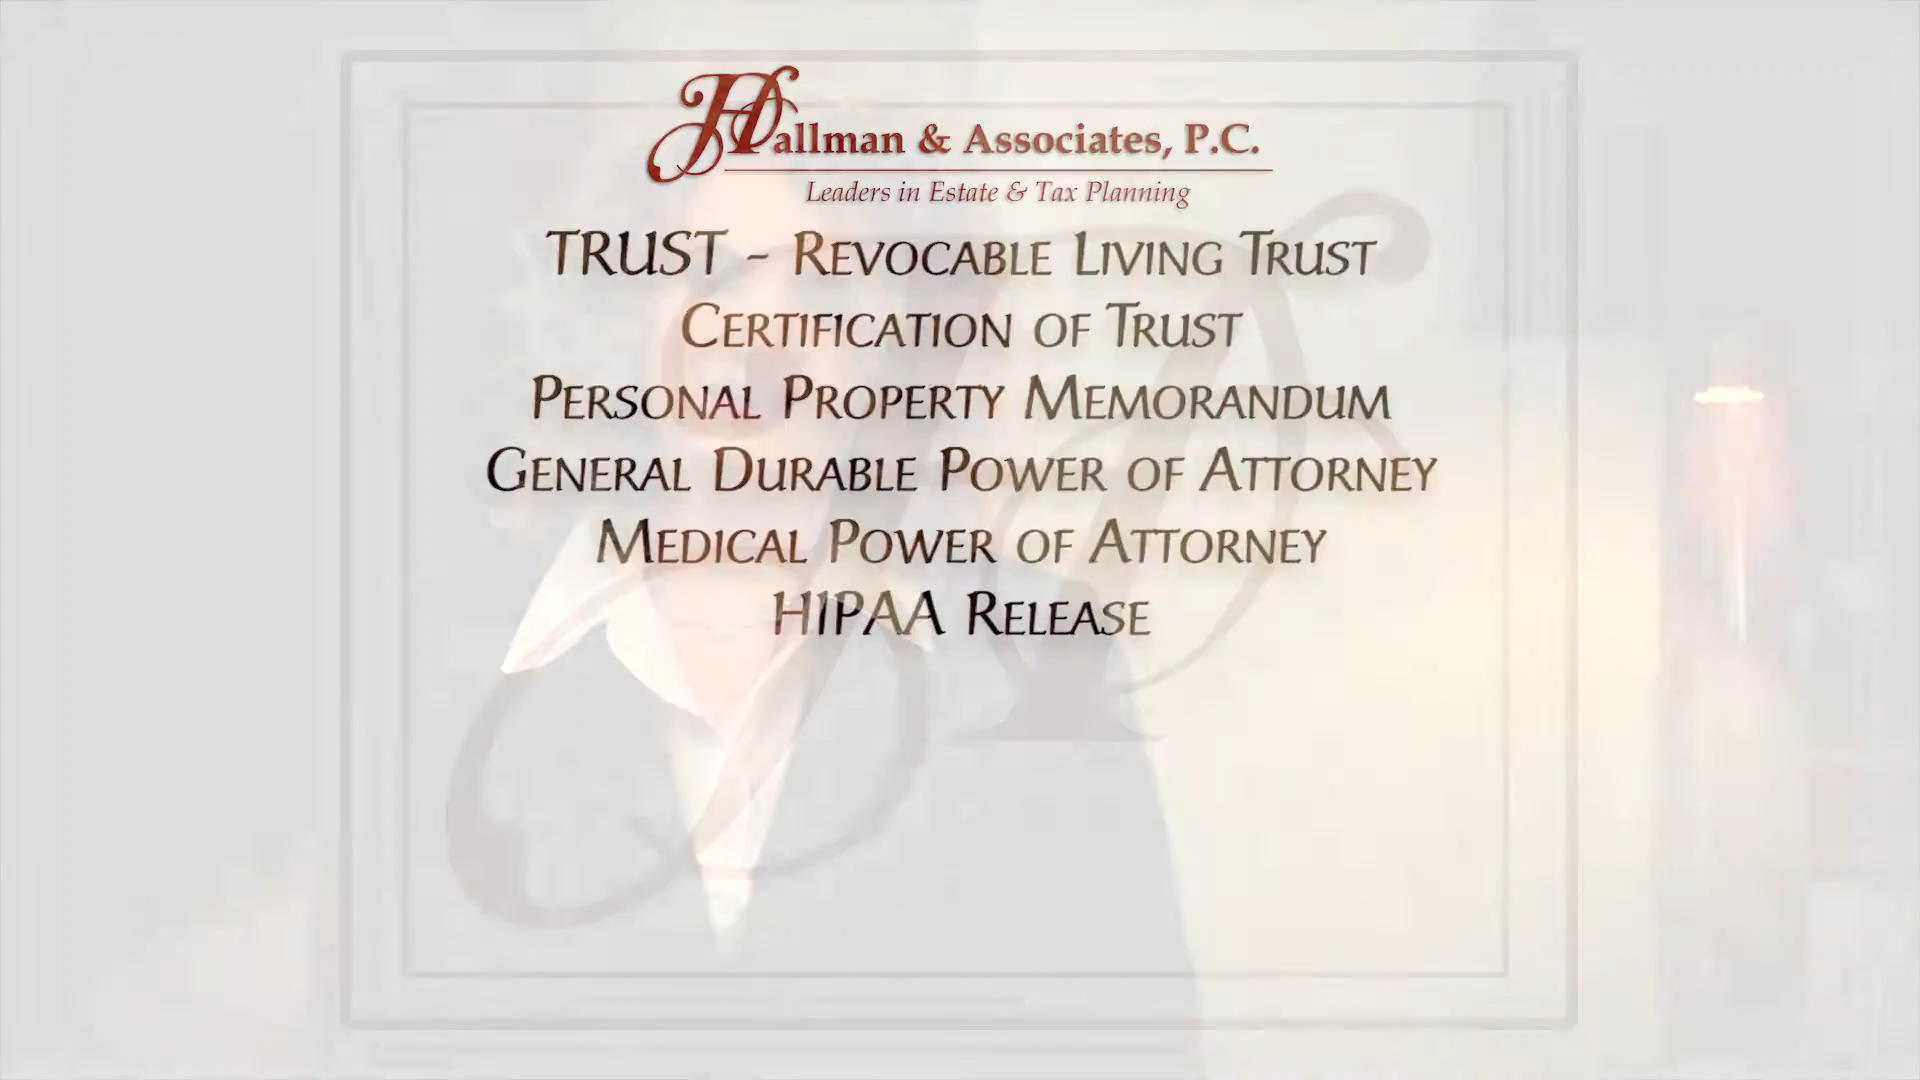 Hallman & Associates, P.C.
Leaders in Estate & Tax Planning
TRUST - REVOCABLE LIVING TRUST
CERTIFICATION OF TRUST
PERSONAL PROPERTY MEMORANDUM
GENERAL DURABLE POWER OF ATTORNEY
MEDICAL POWER OF ATTORNEY
HIPAA RELEASE